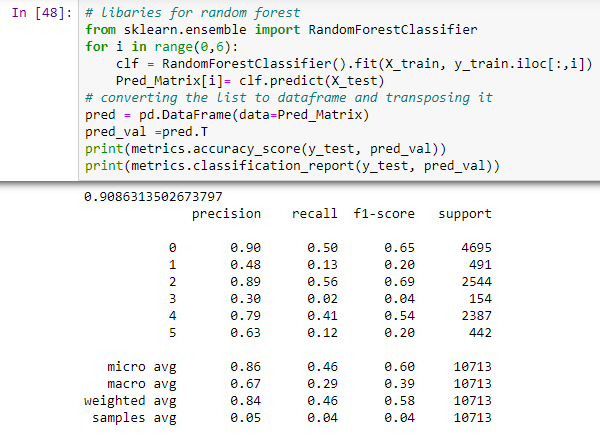 In [48]: # libaries for random forest
from sklearn.ensemble import RandomForestClassifier
for i in range(0,6):
    clf = RandomForestClassifier().fit(X_train, y_train.iloc[:,i])
    Pred_Matrix[i]= clf.predict(X_test)
# converting the list to dataframe and transposing it
pred = pd.DataFrame(data=Pred_Matrix)
pred_val =pred.T
print(metrics.accuracy_score(y_test, pred_val))
print(metrics.classification_report(y_test, pred_val))
0.9086313502673797
precision recall f1-score support
0 0.90 0.50 0.65 4695
1 0.48 0.13 0.20 491
2 0.89 0.56 0.69 2544
3 0.30 0.02 0.04 154
4 0.79 0.41 0.54 2387
5 0.63 0.12 0.20 442
micro avg 0.86 0.46 0.60 10713
macro avg 0.67 0.29 0.39 10713
weighted avg 0.84 0.46 0.58 10713
samples avg 0.05 0.04 0.04 10713